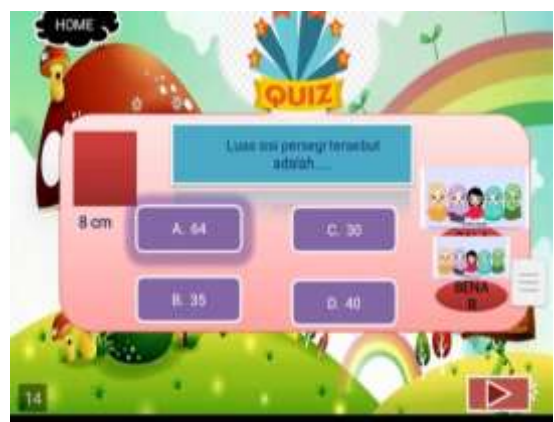 HOME
QUIZ
Luas sisi persegi tersebut
adalah....
8 cm
A. 64
C. 30
B. 35
D. 40
BENA
R
14